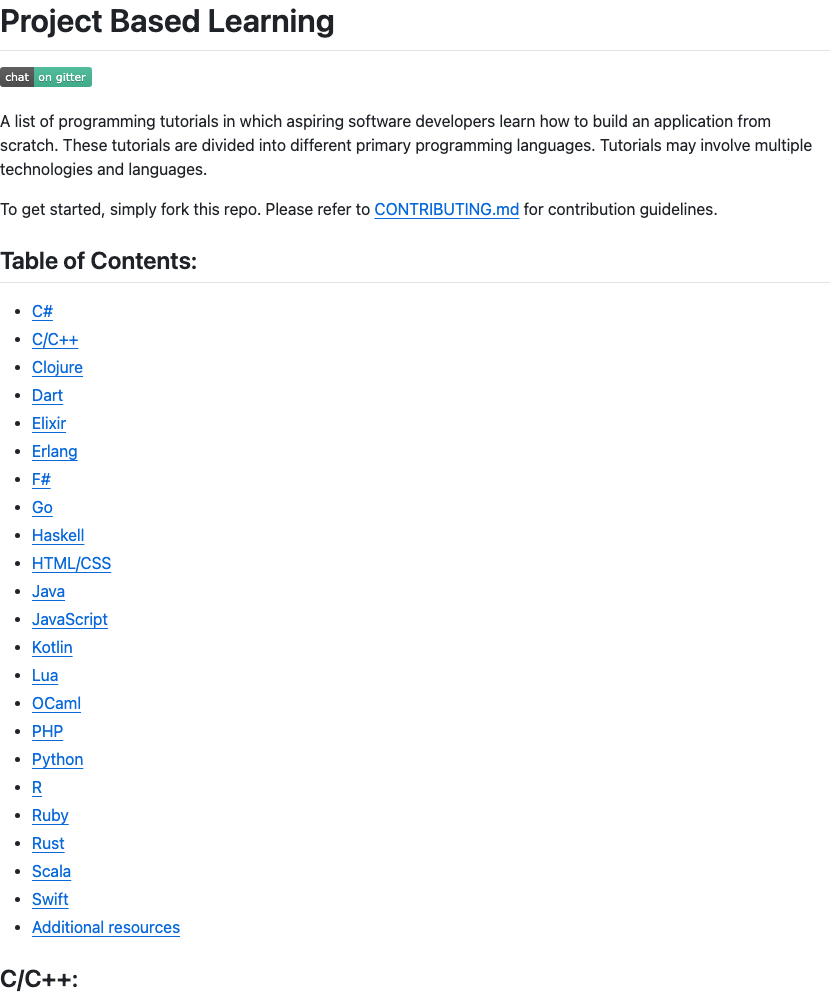 Project Based Learning
chat on gitter
A list of programming tutorials in which aspiring software developers learn how to build an application from
scratch. These tutorials are divided into different primary programming languages. Tutorials may involve multiple
technologies and languages.
To get started, simply fork this repo. Please refer to CONTRIBUTING.md for contribution guidelines.
Table of Contents:
C#
C/C++
Clojure
Dart
Elixir
Erlang
F#
Go
Haskell
HTML/CSS
Java
JavaScript
Kotlin
Lua
OCaml
PHP
Python
R
Ruby
Rust
Scala
Swift
Additional resources
C/C++: